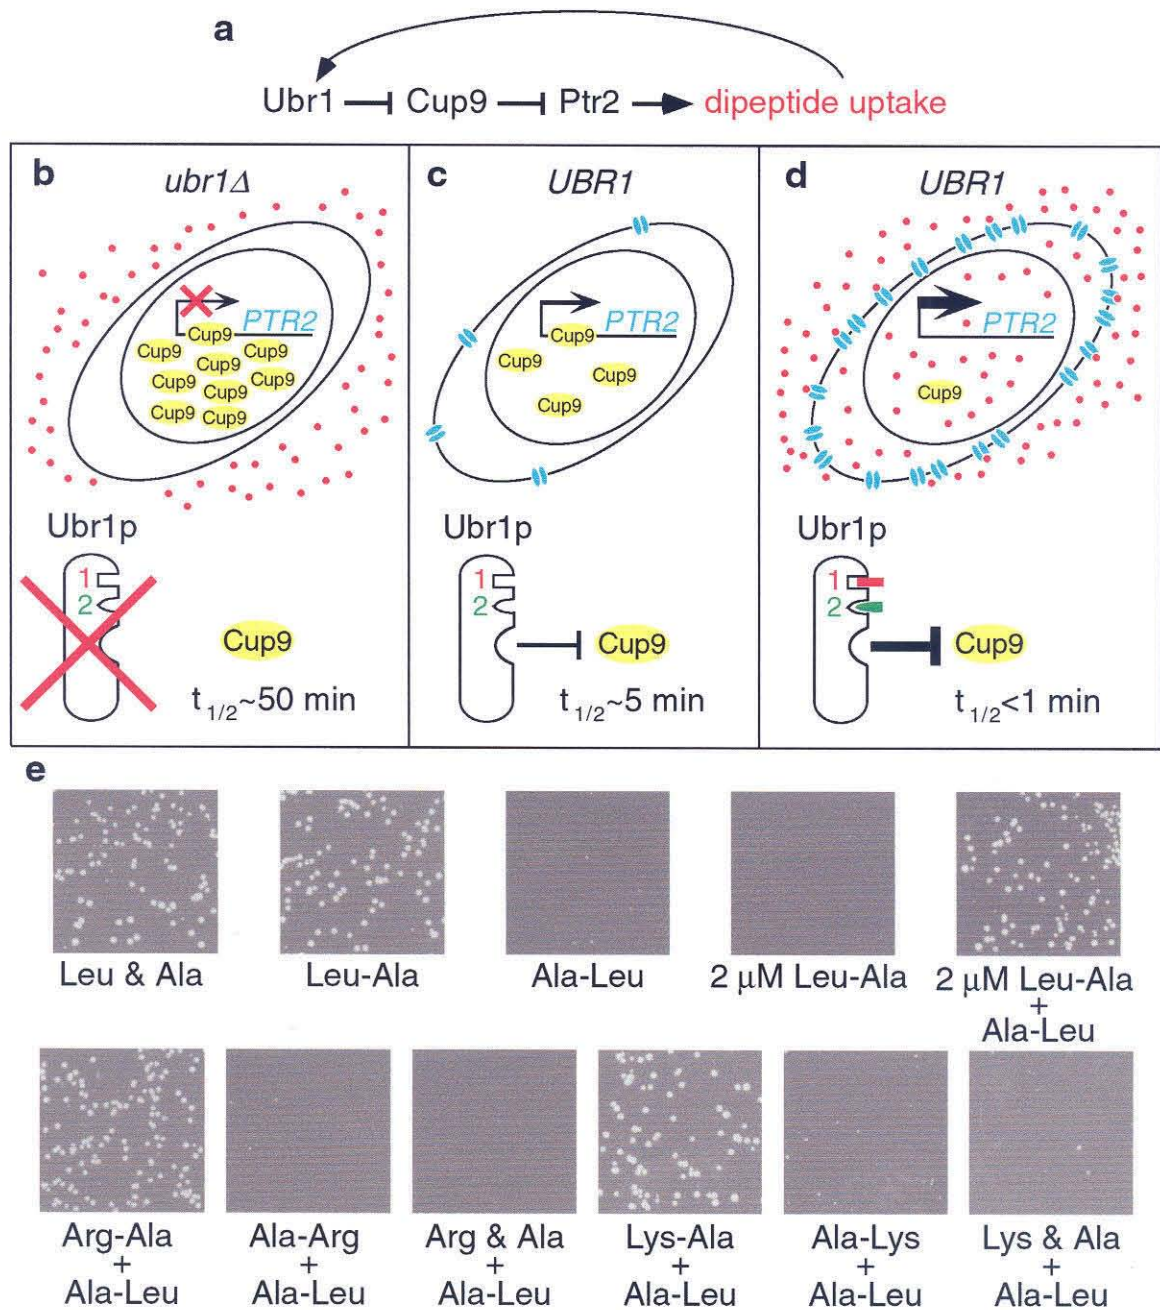 a
Ubr1 Cup9 Ptr2 dipeptide uptake
b
ubr1Δ
PTR2
Cup9
Cup9
Cup9
Cup9
Cup9
Cup9
Cup9
Cup9
Cup9
Ubr1p
1
2
Cup9
t1/2~50 min
c
UBR1
PTR2
Cup9
Cup9
Cup9
Cup9
Ubr1p
1
2
Cup9
t1/2~5 min
d
UBR1
PTR2
Cup9
Ubr1p
1
2
Cup9
t1/2<1 min
e
Leu & Ala
Leu-Ala
Ala-Leu
2 μM Leu-Ala
2 μM Leu-Ala
+
Ala-Leu
Arg-Ala
+
Ala-Leu
Ala-Arg
+
Ala-Leu
Arg & Ala
+
Ala-Leu
Lys-Ala
+
Ala-Leu
Ala-Lys
+
Ala-Leu
Lys & Ala
+
Ala-Leu